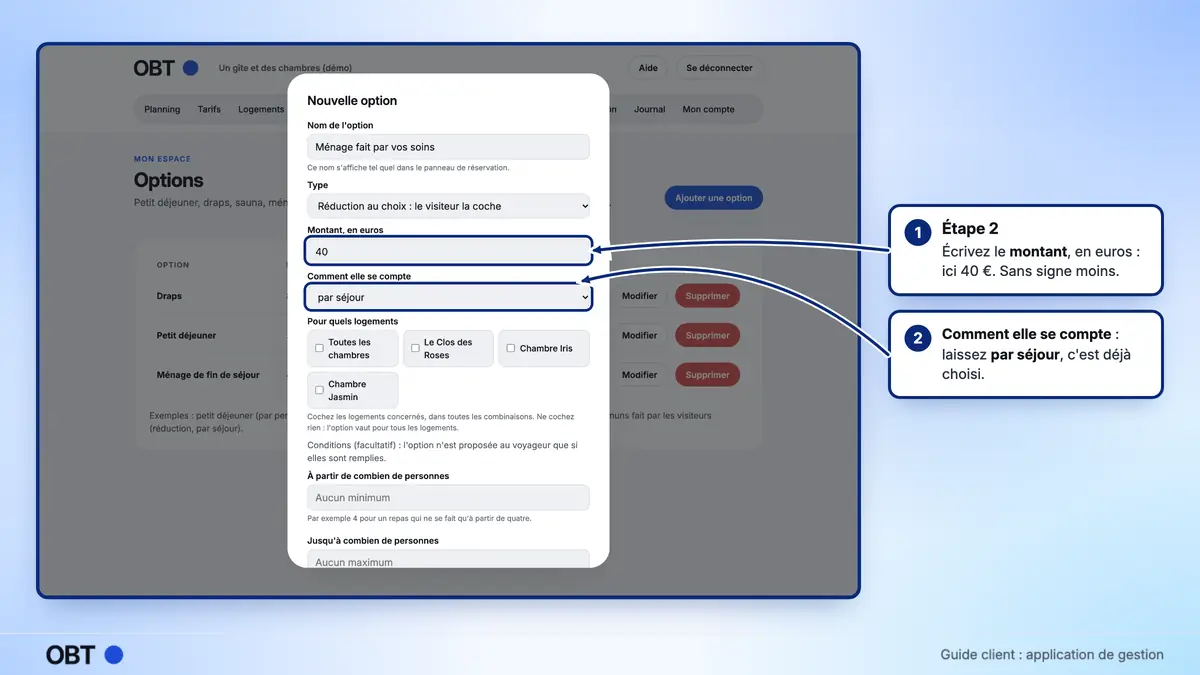 OBT
Un gîte et des chambres (démo)
Aide
Se déconnecter
Planning
Tarifs
Logements
Journal
Mon compte
MON ESPACE
Options
Petit déjeuner, draps, sauna,
Ajouter une option
OPTION
Draps
Modifier
Supprimer
Petit déjeuner
Modifier
Supprimer
Ménage de fin de séjour
Modifier
Supprimer
Exemples : petit déjeuner (par
(réduction, par séjour).
fait par les visiteurs
Nouvelle option
Nom de l'option
Ménage fait par vos soins
Ce nom s'affiche tel quel dans le panneau de réservation.
Type
Réduction au choix : le visiteur la coche
Montant, en euros
40
Comment elle se compte
par séjour
Pour quels logements
Toutes les
chambres
Le Clos des
Roses
Chambre Iris
Chambre
Jasmin
Cochez les logements concernés, dans toutes les combinaisons. Ne cochez
rien : l'option vaut pour tous les logements.
Conditions (facultatif) : l'option n'est proposée au voyageur que si
elles sont remplies.
À partir de combien de personnes
Aucun minimum
Par exemple 4 pour un repas qui ne se fait qu'à partir de quatre.
Jusqu'à combien de personnes
Aucun maximum
1
Étape 2
Écrivez le montant, en euros :
ici 40 €. Sans signe moins.
2
Comment elle se compte :
laissez par séjour, c'est déjà
choisi.
OBT
Guide client : application de gestion